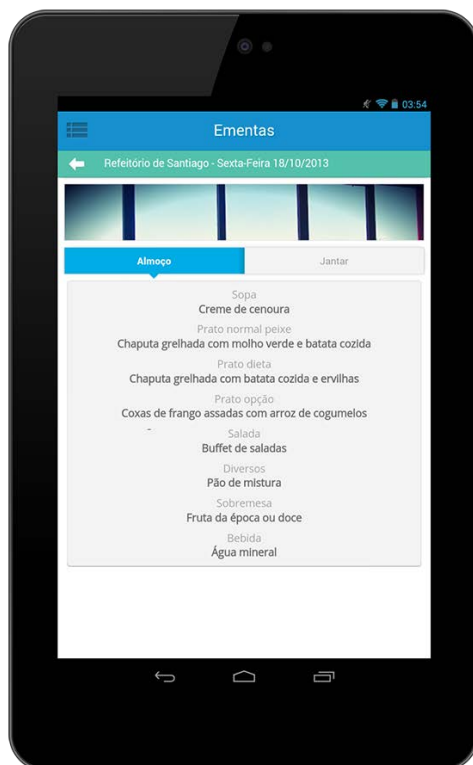 03:54
Ementas
Refeitório de Santiago - Sexta-Feira 18/10/2013
Almoço
Jantar
Sopa
Creme de cenoura
Prato normal peixe
Chaputa grelhada com molho verde e batata cozida
Prato dieta
Chaputa grelhada com batata cozida e ervilhas
Prato opção
Coxas de frango assadas com arroz de cogumelos
Salada
Buffet de saladas
Diversos
Pão de mistura
Sobremesa
Fruta da época ou doce
Bebida
Água mineral